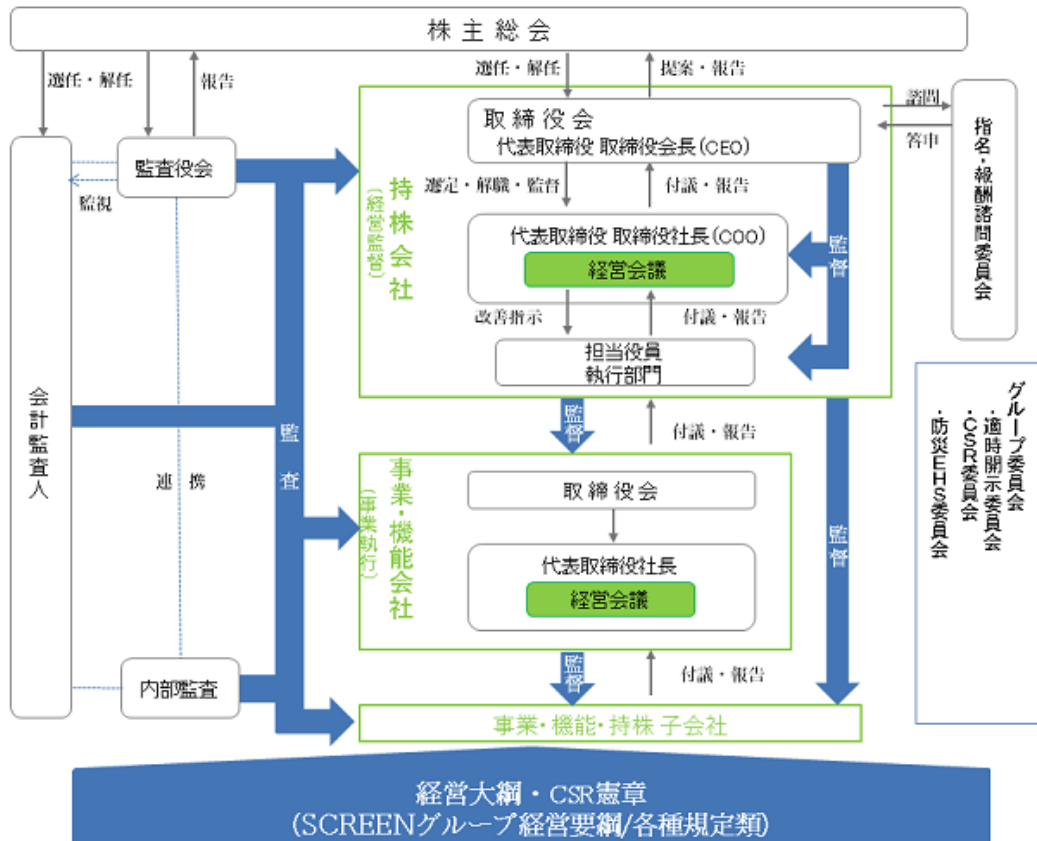 株主総会
選任・解任
報告
選任・解任
提案・報告
取締役会
代表取締役 取締役会長(CEO)
諮問
答申
指名・報酬諮問委員会
監査役会
監視
持株会社
(経営監督)
選定・解職・監督
付議・報告
代表取締役 取締役社長(COO)
経営会議
監督
改善指示
付議・報告
担当役員
執行部門
会計監査人
監査
連携
監督
付議・報告
グループ委員会
・適時開示委員会
・CSR委員会
・防災EHS委員会
事業・機能会社
(事業執行)
取締役会
代表取締役社長
経営会議
監督
内部監査
監督
付議・報告
事業・機能・持株 子会社
経営大綱・CSR憲章
(SCREENグループ経営要綱/各種規定類)